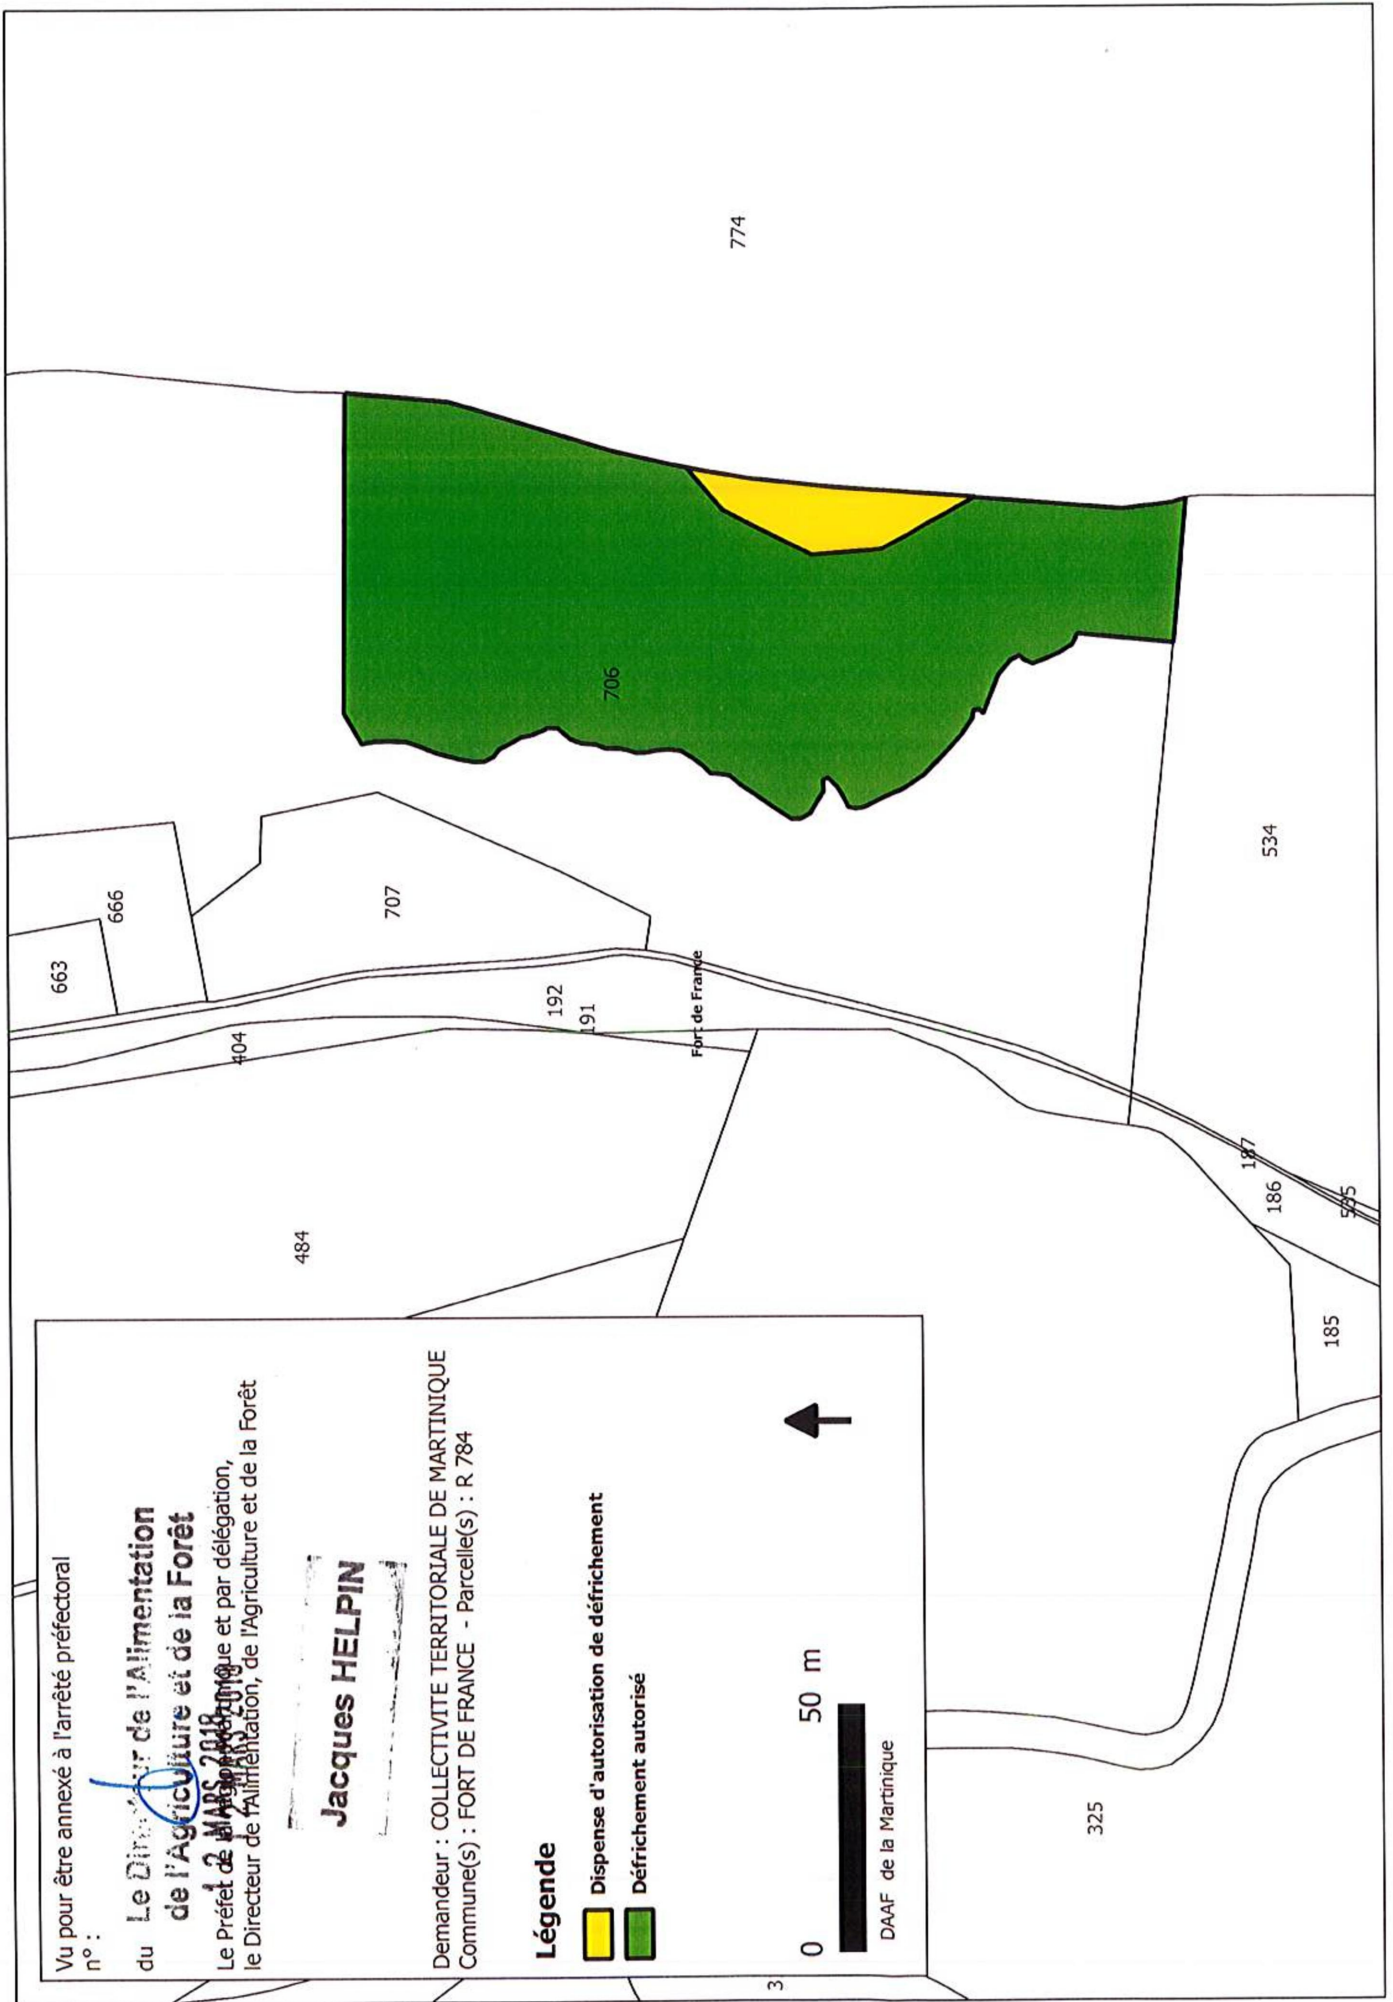 Vu pour être annexé à l'arrêté préfectoral
n° :
du
Le Directeur de l'Alimentation
de l'Agriculture et de la Forêt
12 MARS 2018
Le Préfet de la et par délégation,
le Directeur de l'Alimentation, de l'Agriculture et de la Forêt
Jacques HELPIN
Demandeur : COLLECTIVITE TERRITORIALE DE MARTINIQUE
Commune(s) : FORT DE FRANCE - Parcelle(s) : R 784
Légende
Dispense d'autorisation de défrichement
Défrichement autorisé
0 50 m
DAAF de la Martinique
663
666
707
404
192
191
Fort de France
484
706
774
534
187
186
535
185
325
3